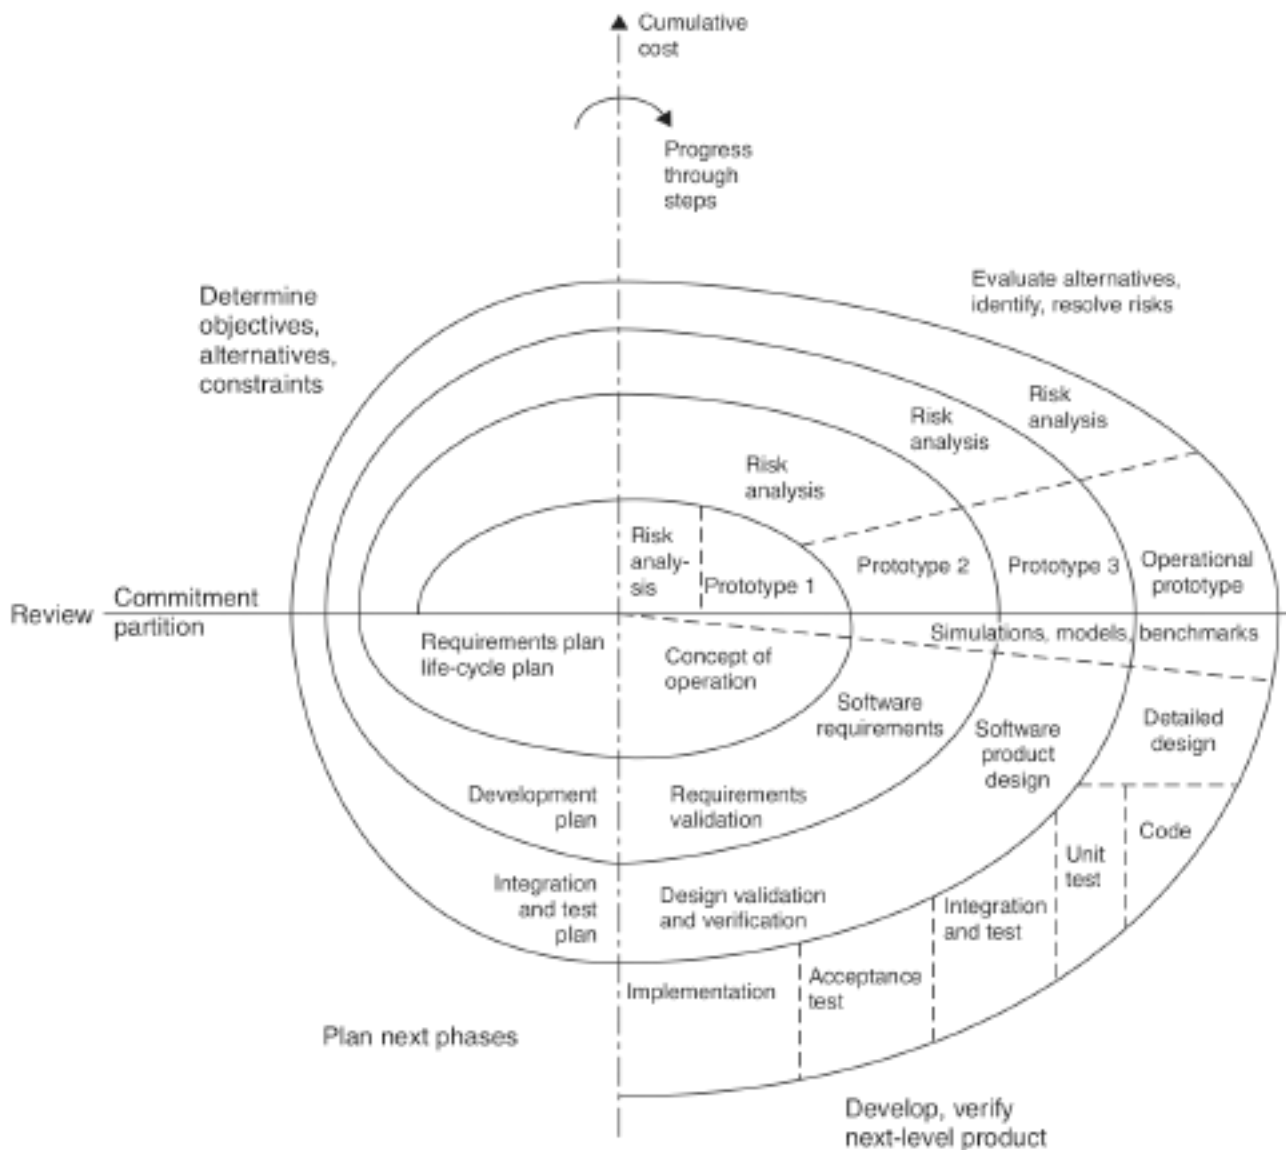 Cumulative
cost
Progress
through
steps
Determine
objectives,
alternatives,
constraints
Evaluate alternatives,
identify, resolve risks
Risk
analysis
Risk
analysis
Risk
analysis
Risk
analy-
sis
Prototype 1
Prototype 2
Prototype 3
Operational
prototype
Review
Commitment
partition
Simulations, models, benchmarks
Requirements plan
life-cycle plan
Concept of
operation
Software
requirements
Software
product
design
Detailed
design
Development
plan
Requirements
validation
Code
Unit
test
Integration
and test
plan
Design validation
and verification
Integration
and test
Acceptance
test
Implementation
Plan next phases
Develop, verify
next-level product